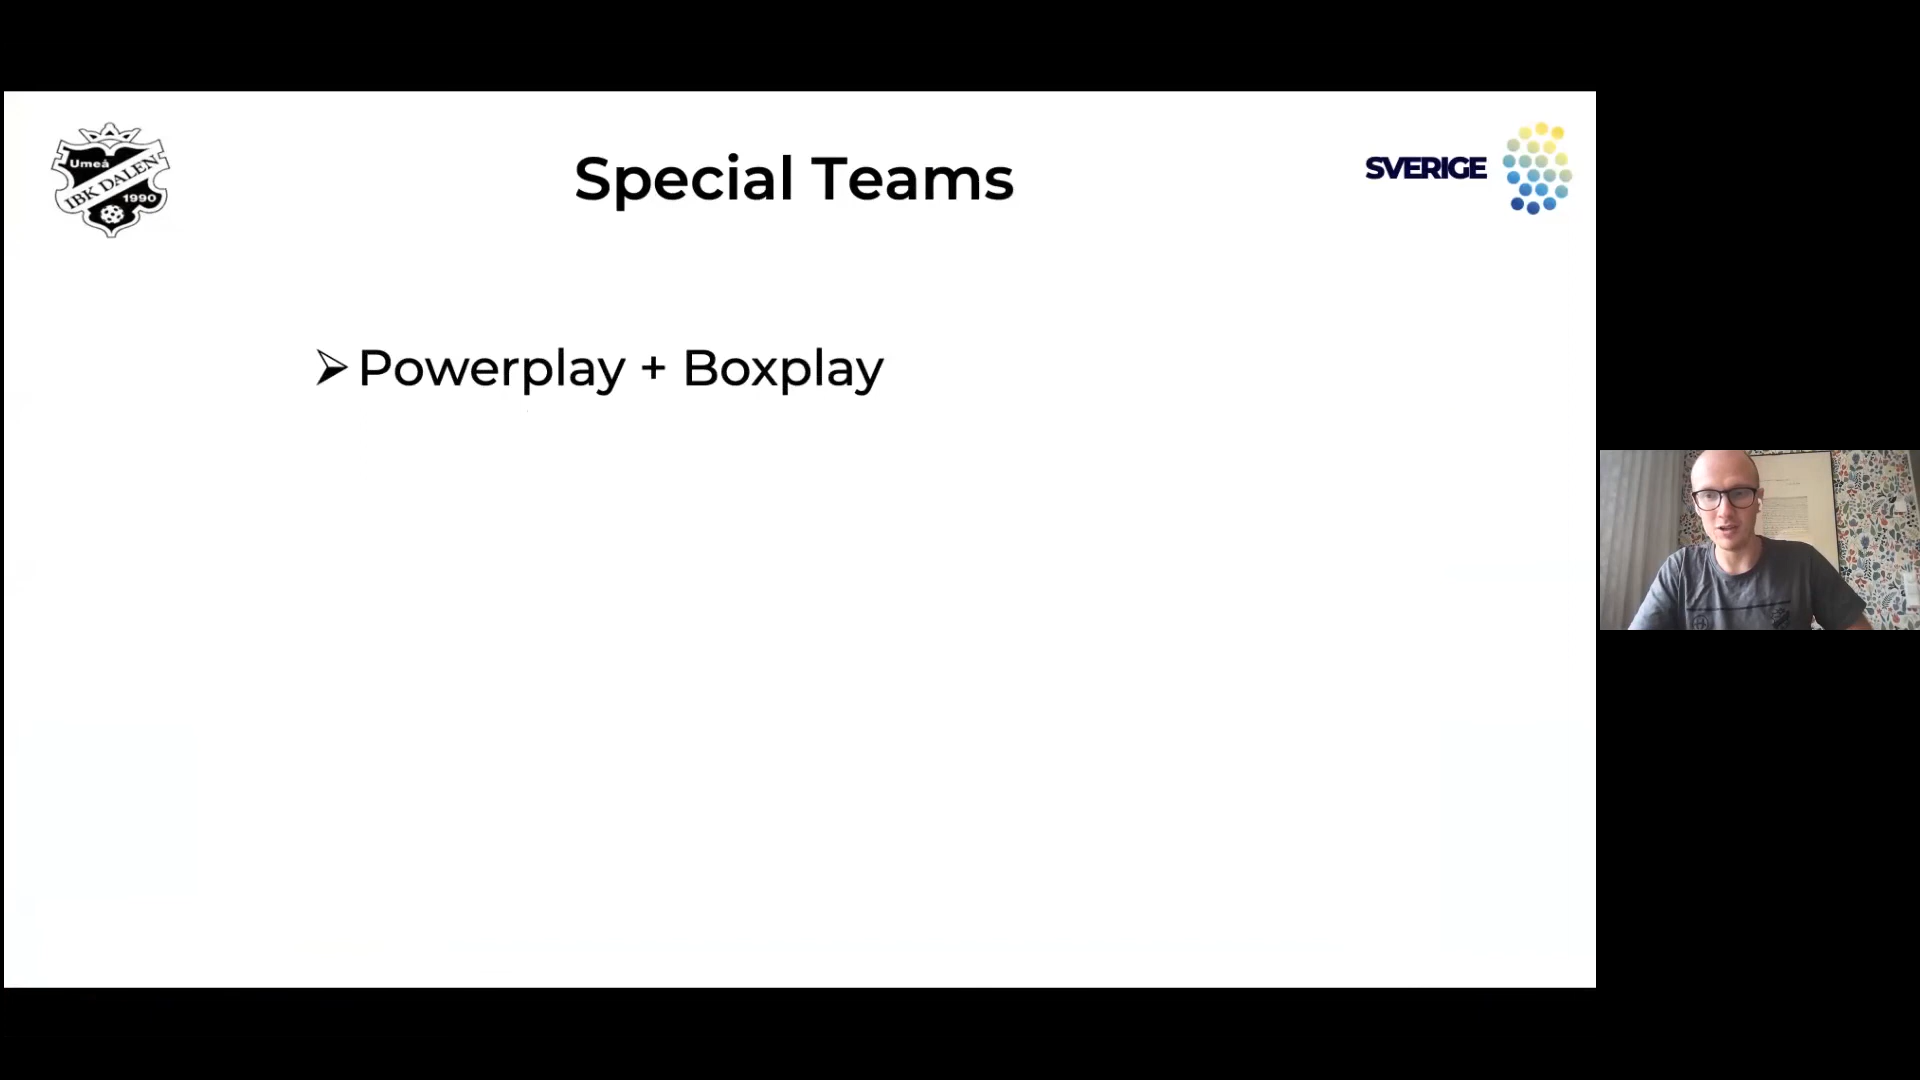 Umeå
IBK DALEN
1990
Special Teams
SVERIGE
Powerplay + Boxplay